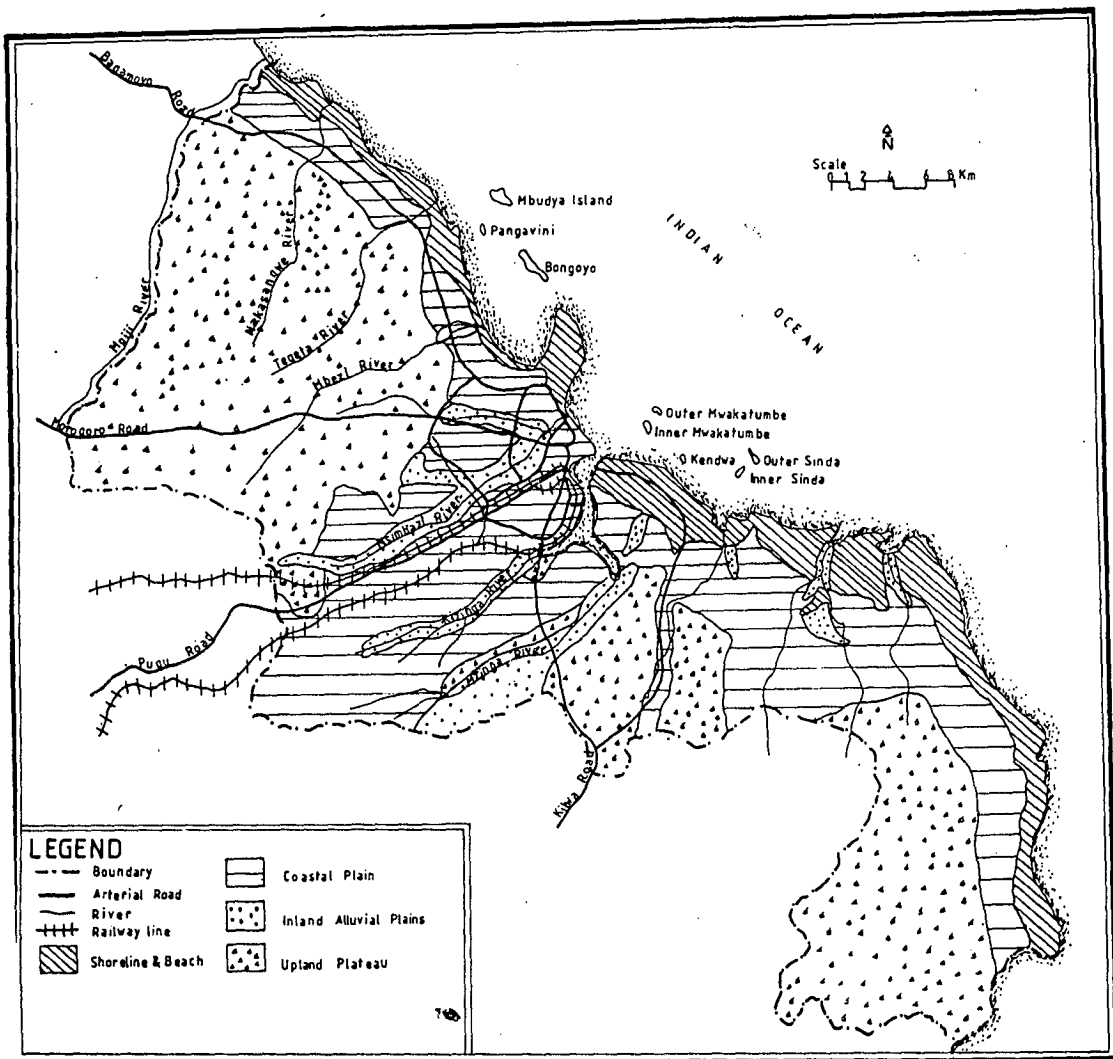 Bagamoyo Road
N
Scale
0 1 2 4 6 8 Km
Mbudya Island
Pangavini
Bongoyo
INDIAN
OCEAN
Mpiji River
Nakasangwe River
Tegeta River
Mbezi River
Morogoro Road
Outer Mwakatumbe
Inner Mwakatumbe
Kendwa
Outer Sinda
Inner Sinda
Msimbazi River
Kizinga River
Mzinga River
Pugu Road
Kilwa Road
LEGEND
Boundary
Arterial Road
River
Railway line
Shoreline & Beach
Coastal Plain
Inland Alluvial Plains
Upland Plateau